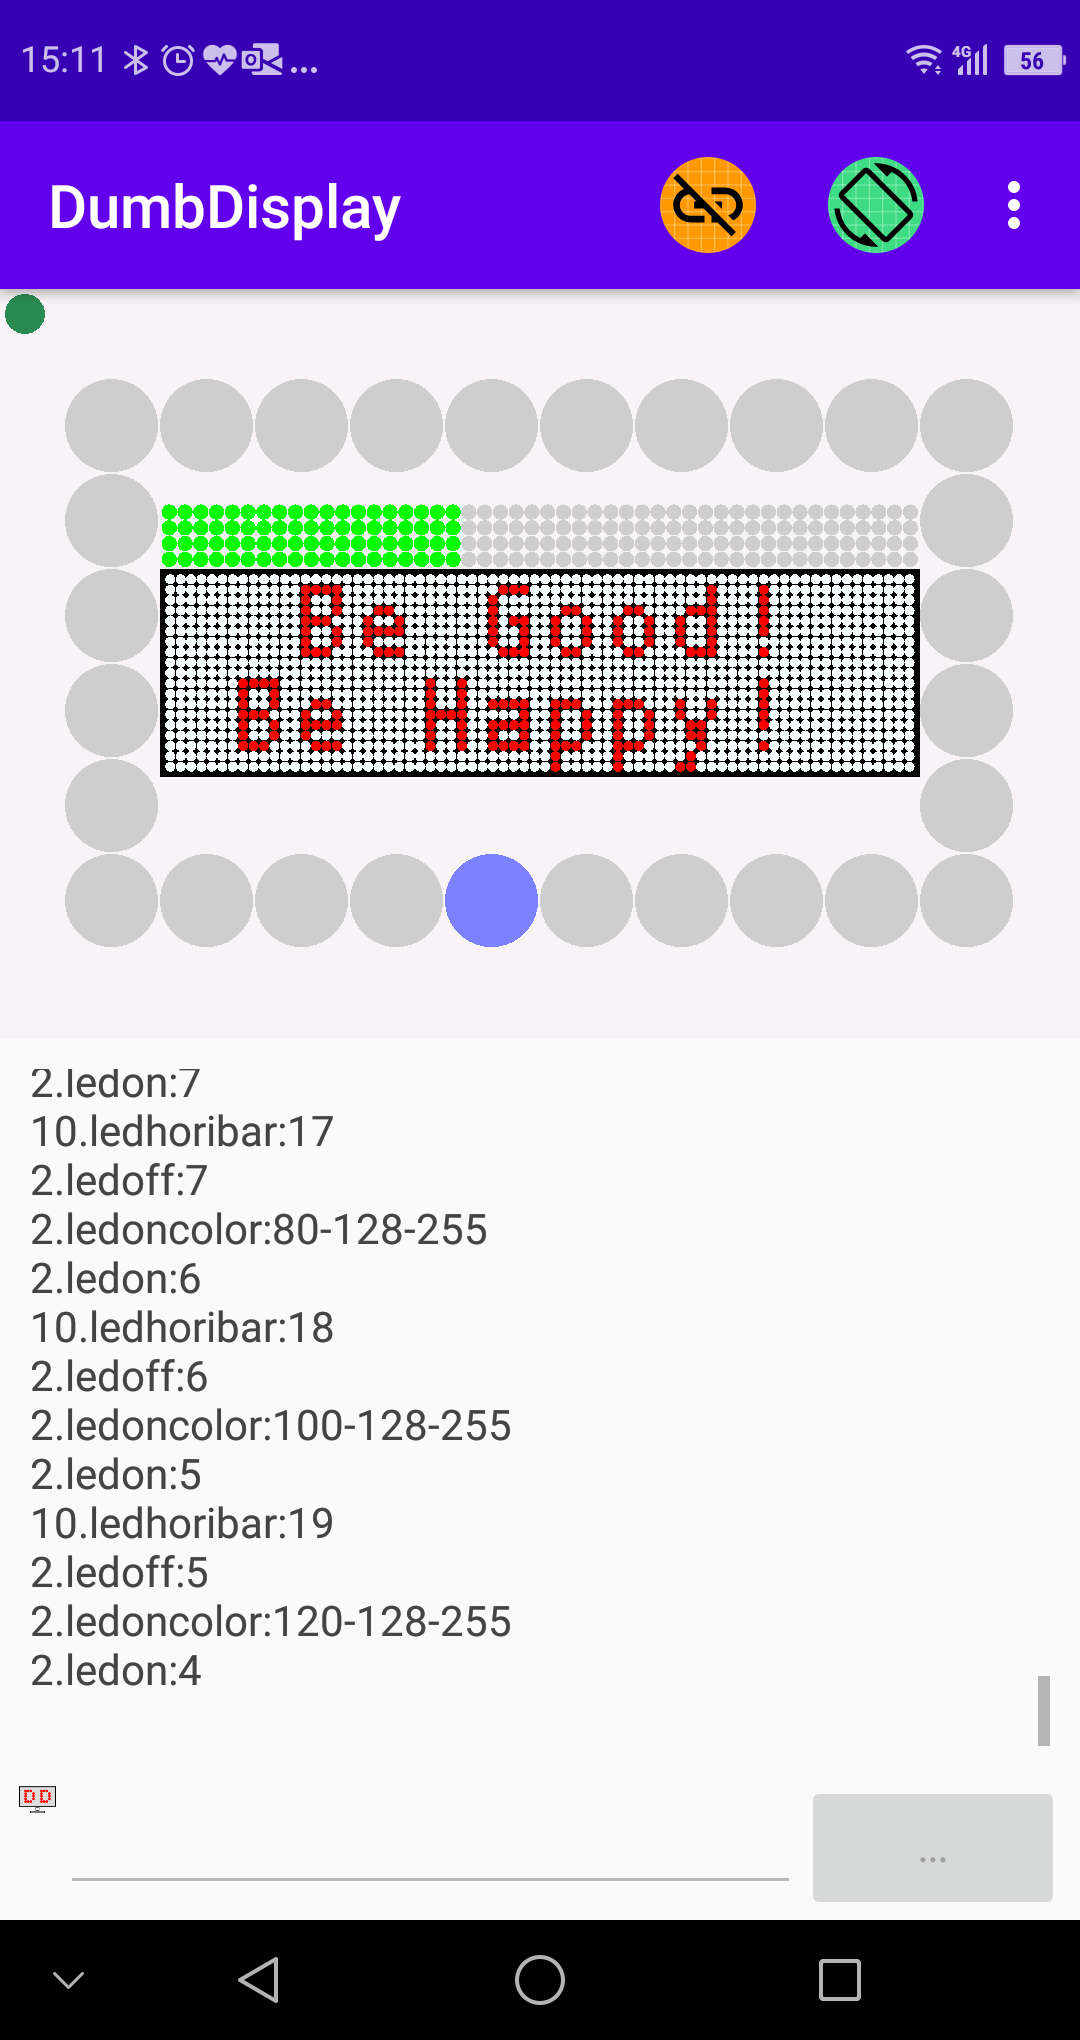 15:11 ... 4G 56
DumbDisplay
Be Good!
Be Happy!
2.ledon:7
10.ledhoribar:17
2.ledoff:7
2.ledoncolor:80-128-255
2.ledon:6
10.ledhoribar:18
2.ledoff:6
2.ledoncolor:100-128-255
2.ledon:5
10.ledhoribar:19
2.ledoff:5
2.ledoncolor:120-128-255
2.ledon:4
DD
...